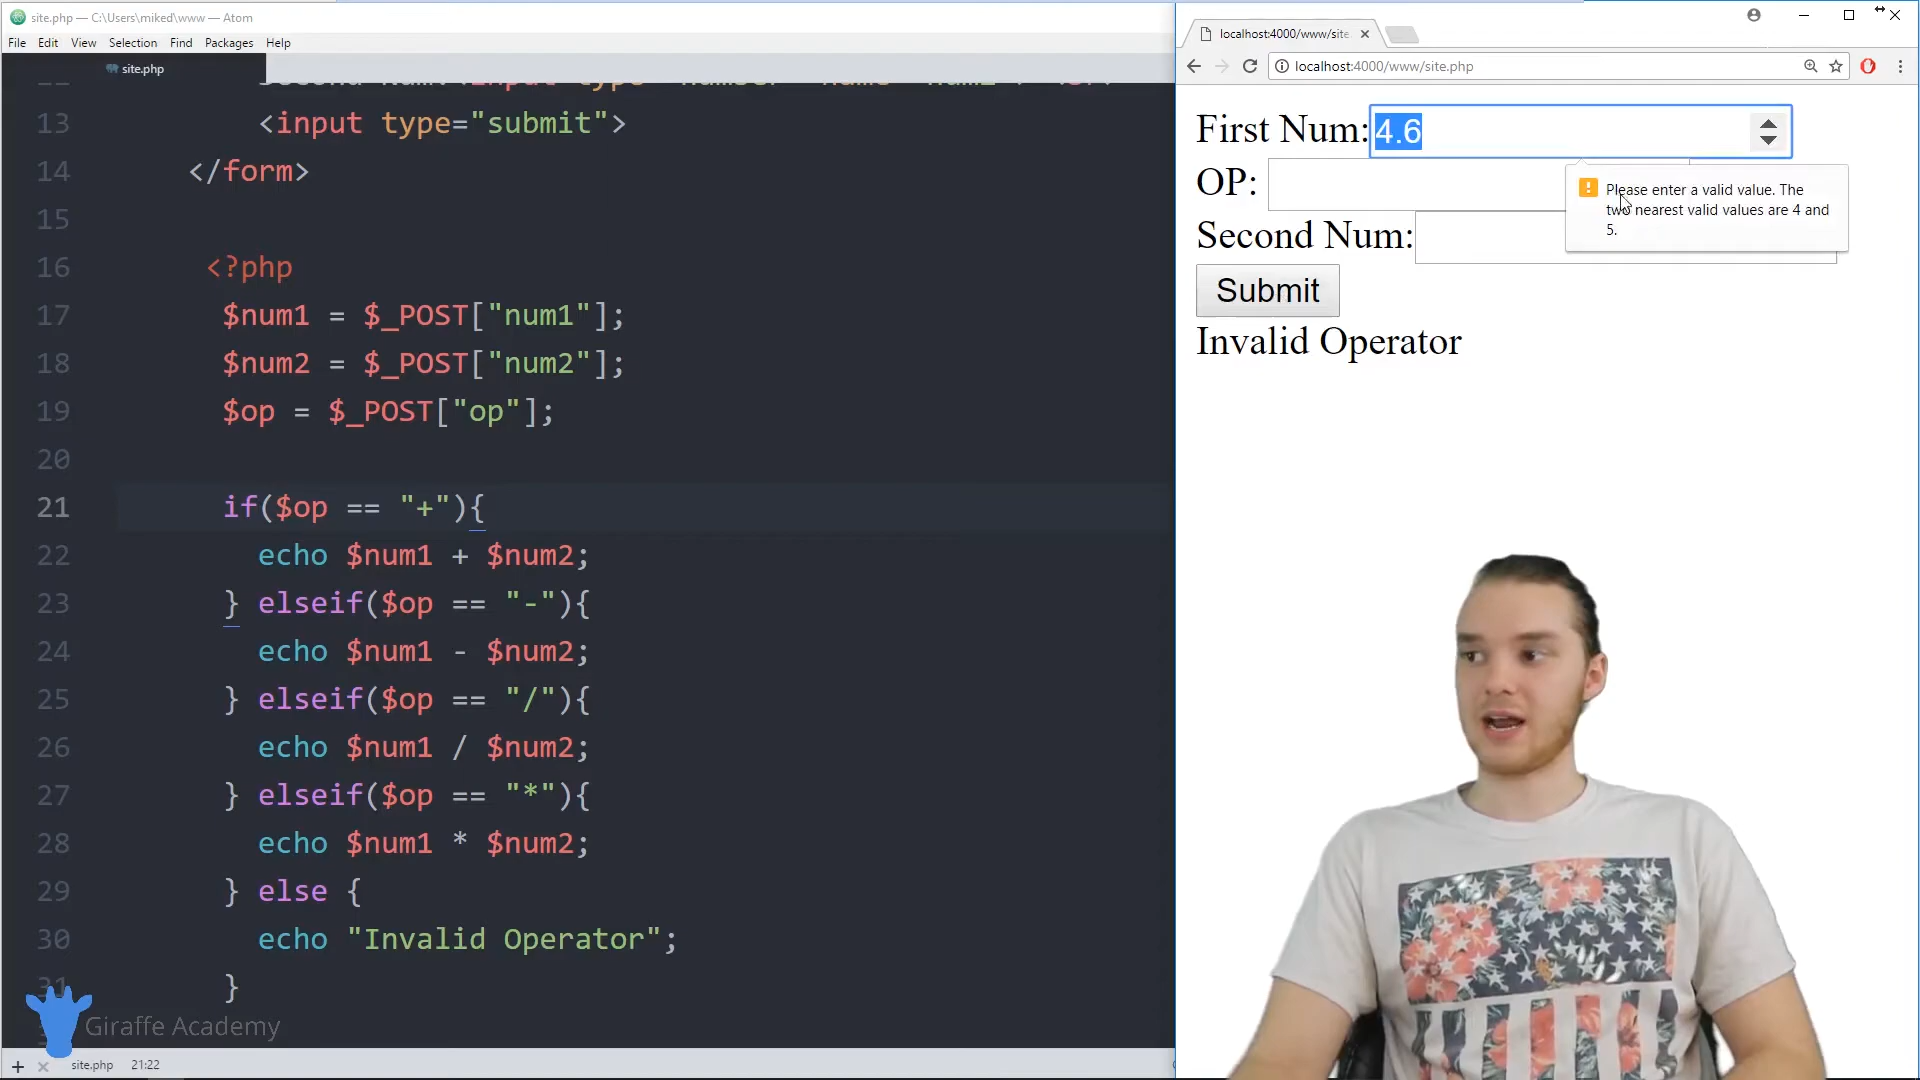 site.php — C:\Users\miked\www — Atom
File Edit View Selection Find Packages Help
site.php
13 <input type="submit">
14 </form>
15
16 <?php
17 $num1 = $_POST["num1"];
18 $num2 = $_POST["num2"];
19 $op = $_POST["op"];
20
21 if($op == "+"){
22 echo $num1 + $num2;
23 } elseif($op == "-"){
24 echo $num1 - $num2;
25 } elseif($op == "/"){
26 echo $num1 / $num2;
27 } elseif($op == "*"){
28 echo $num1 * $num2;
29 } else {
30 echo "Invalid Operator";
31 }
Giraffe Academy
site.php 21:22
localhost:4000/www/site
localhost:4000/www/site.php
First Num: 4.6
OP:
Please enter a valid value. The
two nearest valid values are 4 and
5.
Second Num:
Submit
Invalid Operator